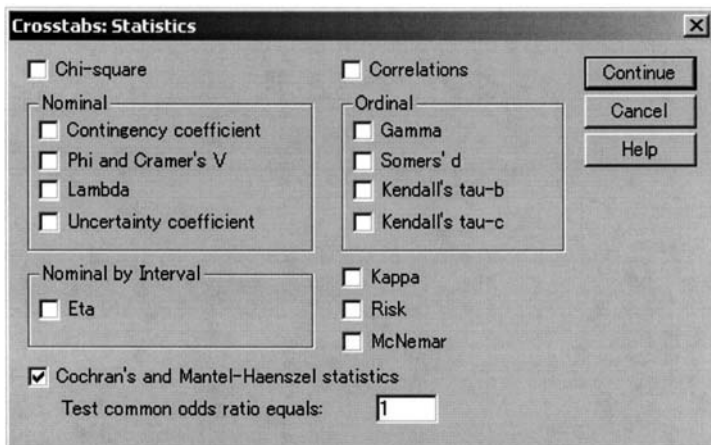 Crosstabs: Statistics
Chi-square
Correlations
Continue
Nominal
Contingency coefficient
Phi and Cramer's V
Lambda
Uncertainty coefficient
Ordinal
Gamma
Somers' d
Kendall's tau-b
Kendall's tau-c
Cancel
Help
Nominal by Interval
Eta
Kappa
Risk
McNemar
Cochran's and Mantel-Haenszel statistics
Test common odds ratio equals: 1